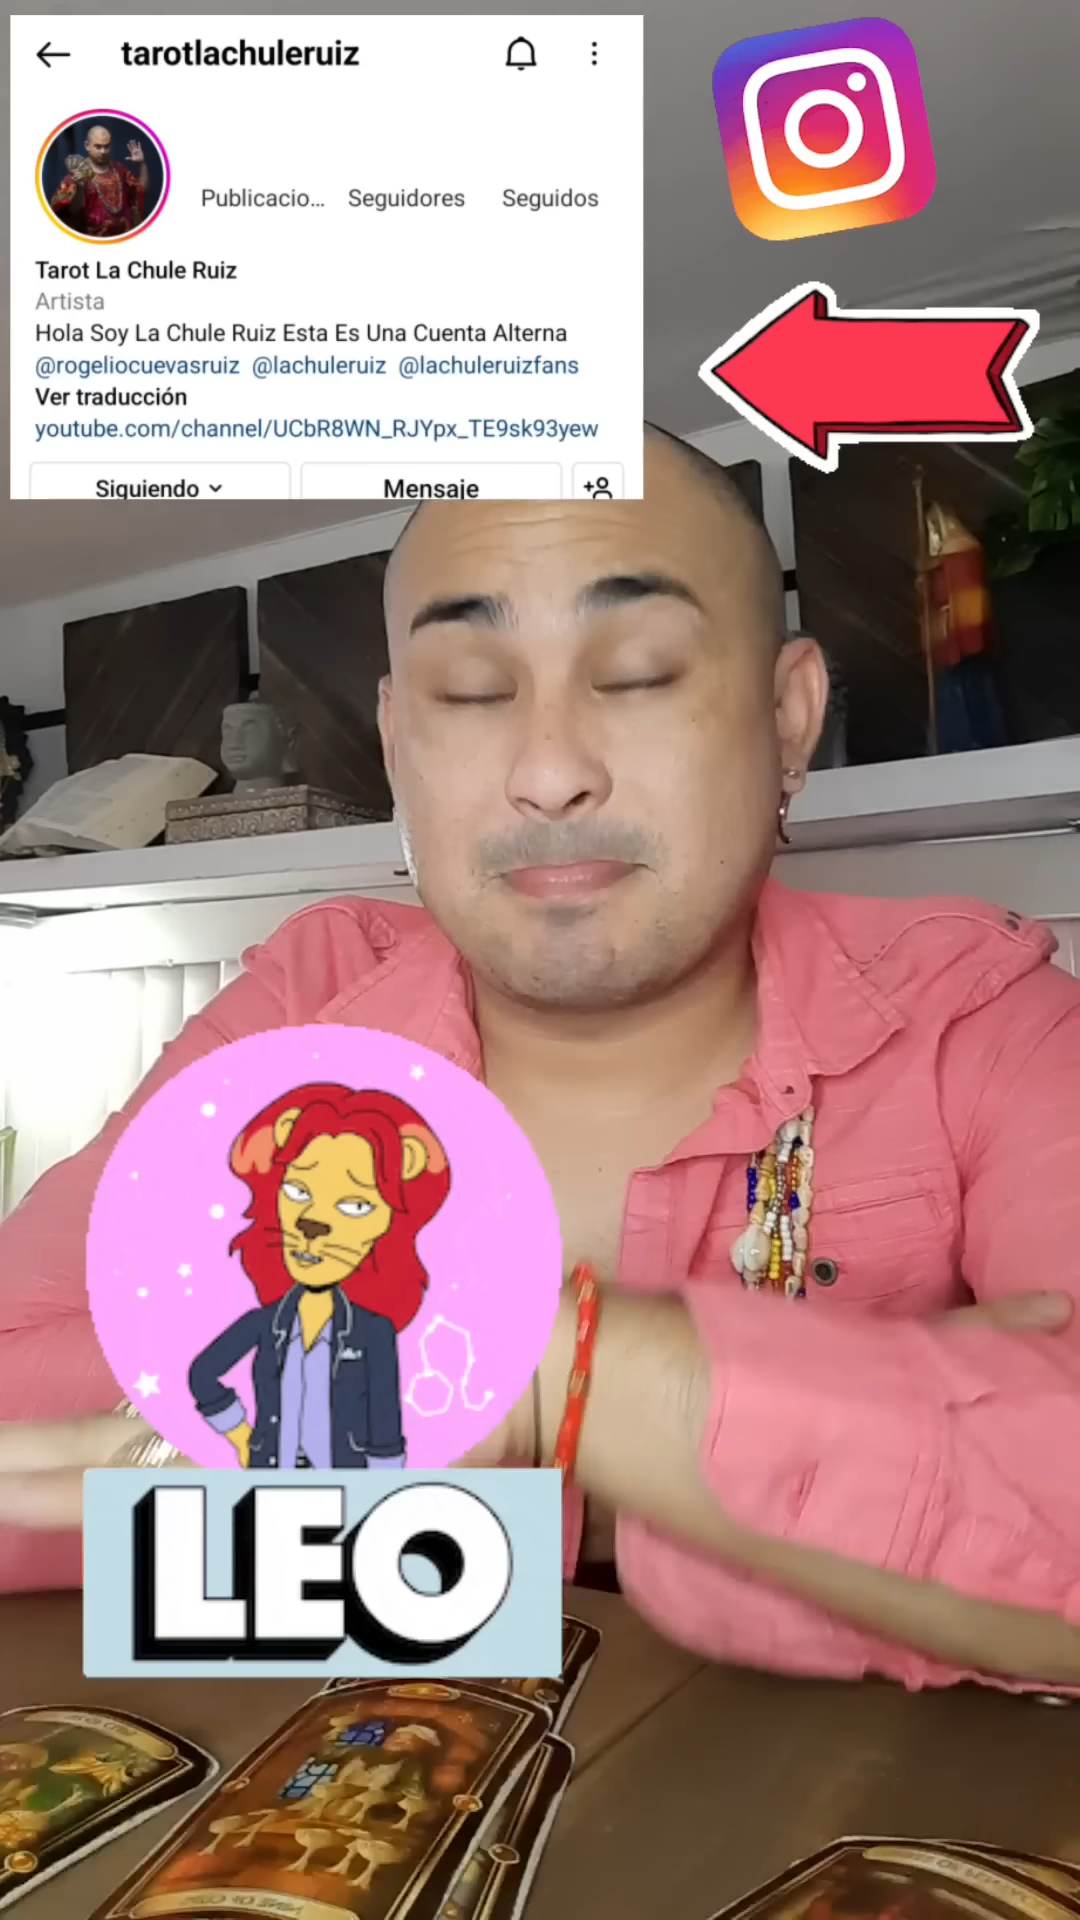 tarotlachuleruiz
Publicacio... Seguidores Seguidos
Tarot La Chule Ruiz
Artista
Hola Soy La Chule Ruiz Esta Es Una Cuenta Alterna
@rogeliocuevasruiz @lachuleruiz @lachuleruizfans
Ver traducción
youtube.com/channel/UCbR8WN_RJYpx_TE9sk93yew
Siguiendo Mensaje
LEO